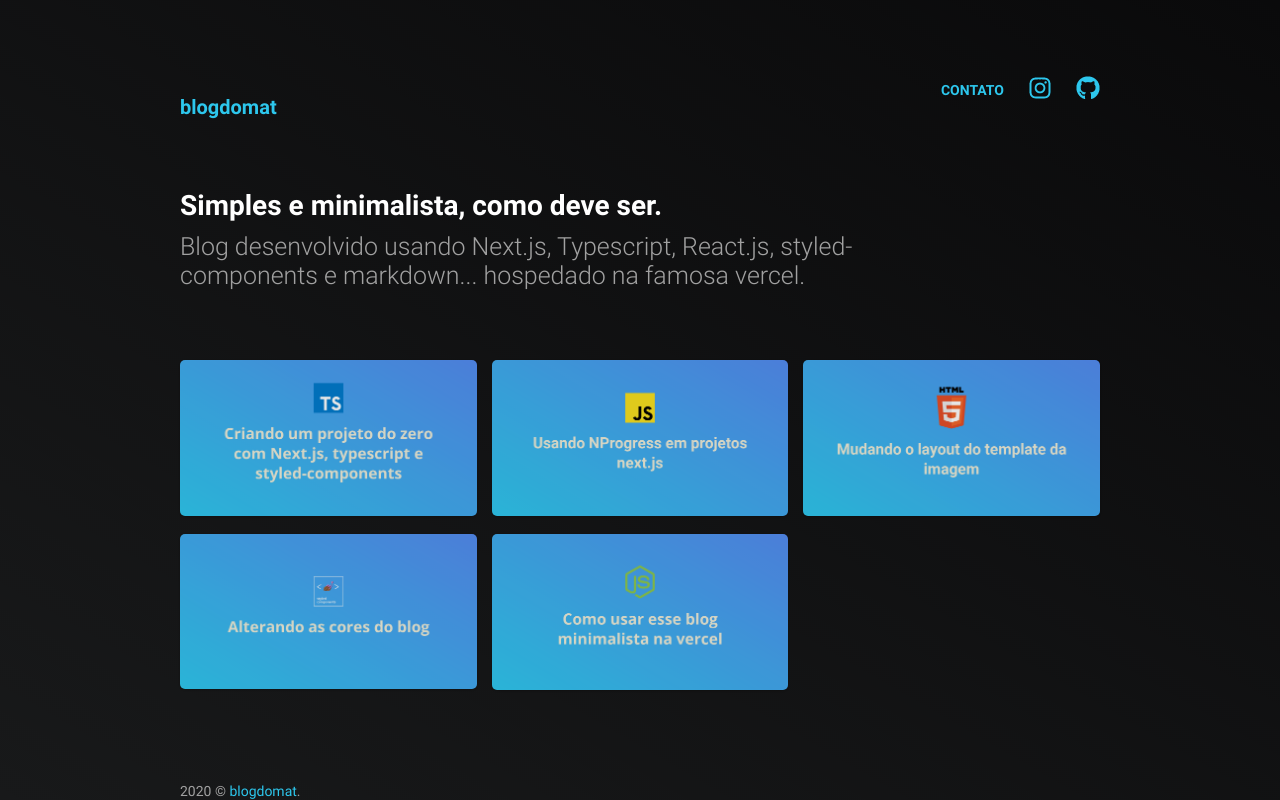 blogdomat
CONTATO
Simples e minimalista, como deve ser.
Blog desenvolvido usando Next.js, Typescript, React.js, styled-
components e markdown... hospedado na famosa vercel.
TS
Criando um projeto do zero
com Next.js, typescript e
styled-components
JS
Usando NProgress em projetos
next.js
HTML
5
Mudando o layout do template da
imagem
Alterando as cores do blog
JS
Como usar esse blog
minimalista na vercel
2020 © blogdomat.